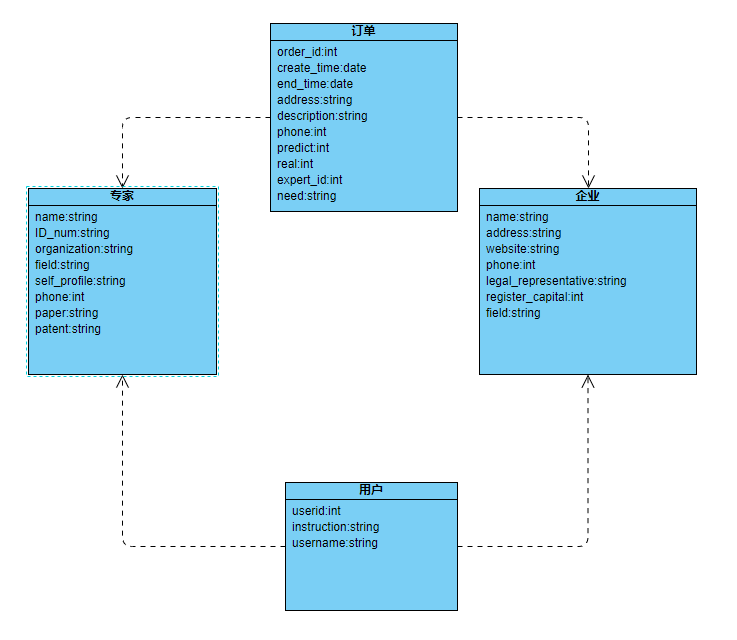 订单
order_id:int
create_time:date
end_time:date
address:string
description:string
phone:int
predict:int
real:int
expert_id:int
need:string
专家
name:string
ID_num:string
organization:string
field:string
self_profile:string
phone:int
paper:string
patent:string
企业
name:string
address:string
website:string
phone:int
legal_representative:string
register_capital:int
field:string
用户
userid:int
instruction:string
username:string